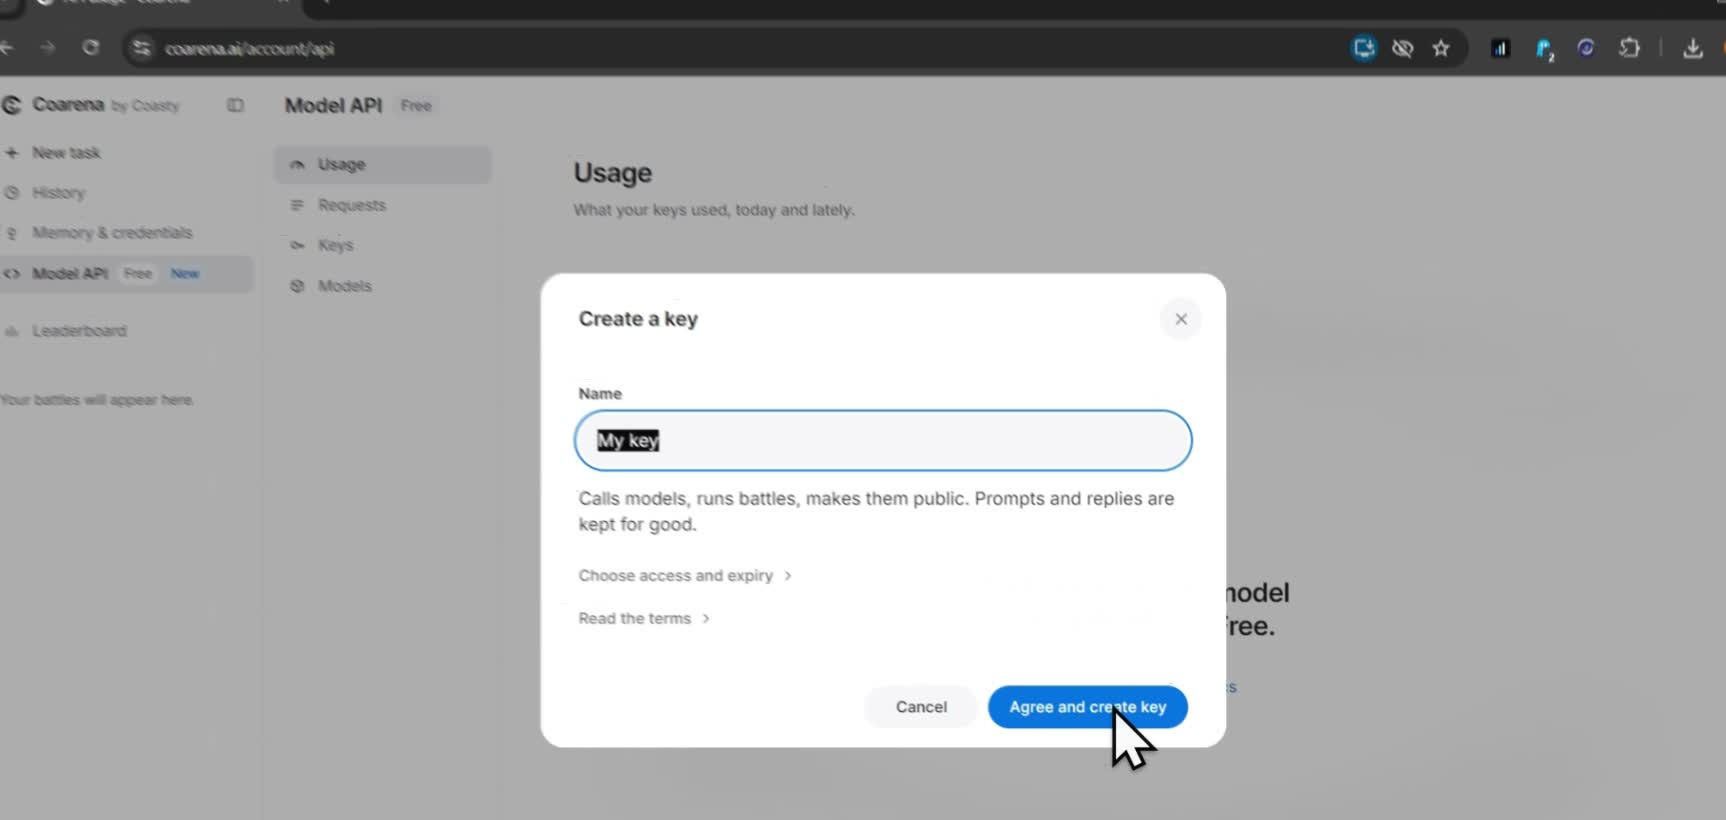 coarena.ai/account/api
2
Coarena by Coasty
Model API Free
New task
History
Memory & credentials
Model API Free New
Leaderboard
Your battles will appear here.
Usage
Requests
Keys
Models
Usage
What your keys used, today and lately.
Create a key
Name
My key
Calls models, runs battles, makes them public. Prompts and replies are
kept for good.
Choose access and expiry
Read the terms
Cancel
Agree and create key